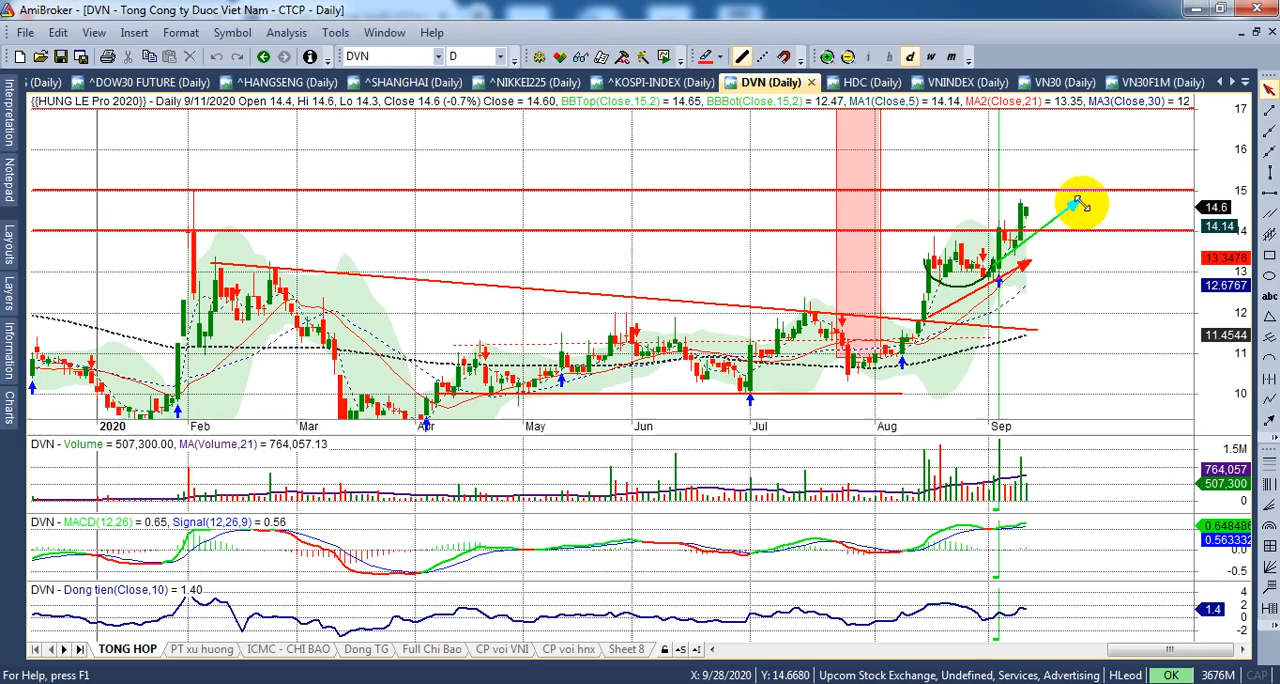 AmiBroker - [DVN - Tong Cong ty Duoc Viet Nam - CTCP - Daily]
File Edit View Insert Format Symbol Analysis Tools Window Help
DVN D i h d w m
(Daily) ^DOW30 FUTURE (Daily) ^HANGSENG (Daily) ^SHANGHAI (Daily) ^NIKKEI225 (Daily) ^KOSPI-INDEX (Daily) DVN (Daily) HDC (Daily) VNINDEX (Daily) VN30 (Daily) VN30F1M (Daily)
{{HUNG LE Pro 2020}} - Daily 9/11/2020 Open 14.4, Hi 14.6, Lo 14.3, Close 14.6 (-0.7%) Close = 14.60, BBTop(Close,15,2) = 14.65, BBBot(Close,15,2) = 12.47, MA1(Close,5) = 14.14, MA2(Close,21) = 13.35, MA3(Close,30) = 12
Interpretation
Notepad
Layouts
Layers
Information
Charts
abc
17
16
15
14.6
14.14
14
13.3476
13
12.6767
12
11.4544
11
10
2020 Feb Mar Apr May Jun Jul Aug Sep
DVN - Volume = 507,300.00, MA(Volume,21) = 764,057.13
1.5M
764,057
507,300
0
DVN - MACD(12,26) = 0.65, Signal(12,26,9) = 0.56
0.648486
0.563332
0.0
-0.5
DVN - Dong tien(Close,10) = 1.40
4
2
1.4
0
-2
TONG HOP PT xu huong ICMC - CHI BAO Dong TG Full Chi Bao CP voi VNI CP voi hnx Sheet 8
For Help, press F1 X: 9/28/2020 Y: 14.6680 Upcom Stock Exchange, Undefined, Services, Advertising HLeod OK 3676M CAP